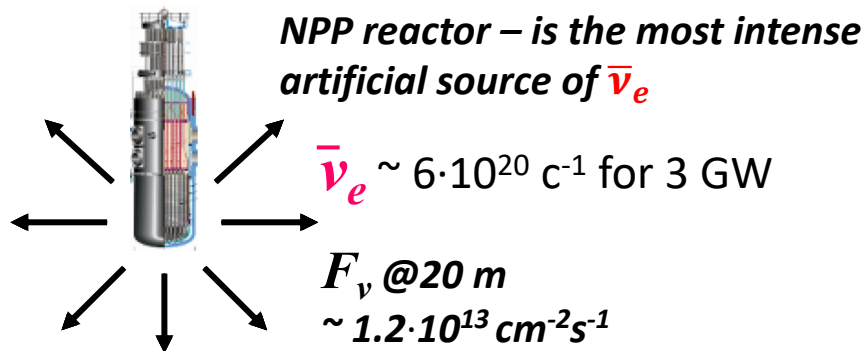 NPP reactor – is the most intense
artificial source of ν̅ₑ
ν̅ₑ ~ 6·10²⁰ c⁻¹ for 3 GW
Fᵥ @20 m
~ 1.2·10¹³ cm⁻²s⁻¹